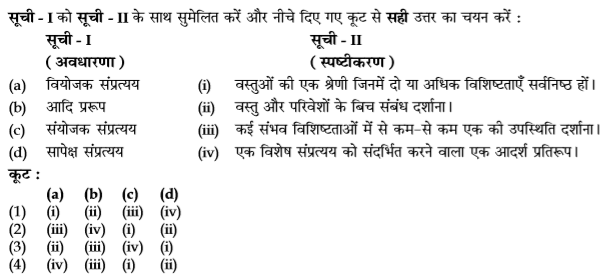 सूची - I को सूची - II के साथ सुमेलित करें और नीचे दिए गए कूट से सही उत्तर का चयन करें :
सूची - I सूची - II
( अवधारणा ) ( स्पष्टीकरण )
(a) वियोजक संप्रत्यय (i) वस्तुओं की एक श्रेणी जिनमें दो या अधिक विशिष्टताएँ सर्वनिष्ठ हों।
(b) आदि प्ररूप (ii) वस्तु और परिवेशों के बिच संबंध दर्शाना।
(c) संयोजक संप्रत्यय (iii) कई संभव विशिष्टताओं में से कम-से कम एक की उपस्थिति दर्शाना।
(d) सापेक्ष संप्रत्यय (iv) एक विशेष संप्रत्यय को संदर्भित करने वाला एक आदर्श प्रतिरूप।
कूट :
(a) (b) (c) (d)
(1) (i) (ii) (iii) (iv)
(2) (iii) (iv) (i) (ii)
(3) (ii) (iii) (iv) (i)
(4) (iv) (iii) (i) (ii)